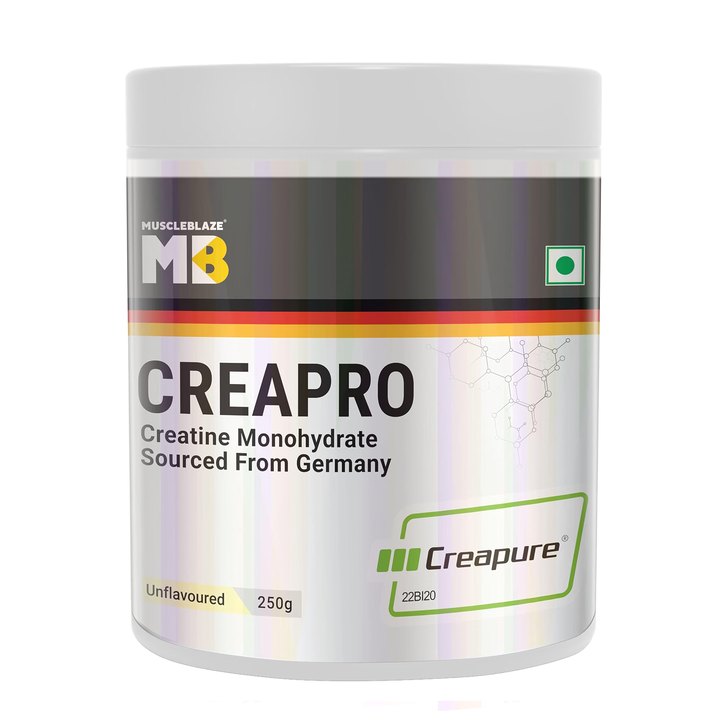 MUSCLEBLAZE®
MB
CREAPRO
Creatine Monohydrate
Sourced From Germany
Creapure®
22BI20
Unflavoured
250g